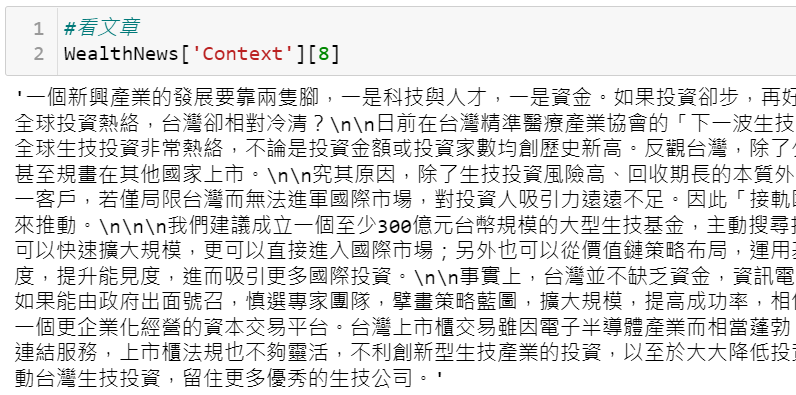 1 #看文章
2 WealthNews['Context'][8]
'一個新興產業的發展要靠兩隻腳，一是科技與人才，一是資金。如果投資卻步，再好
全球投資熱絡，台灣卻相對冷清？\n\n日前在台灣精準醫療產業協會的「下一波生技
全球生技投資非常熱絡，不論是投資金額或投資家數均創歷史新高。反觀台灣，除了少
甚至規畫在其他國家上市。\n\n究其原因，除了生技投資風險高、回收期長的本質外
一客戶，若僅局限台灣而無法進軍國際市場，對投資人吸引力遠遠不足。因此「接軌國
來推動。\n\n\n我們建議成立一個至少300億元台幣規模的大型生技基金，主動搜尋投
可以快速擴大規模，更可以直接進入國際市場；另外也可以從價值鏈策略布局，運用基
度，提升能見度，進而吸引更多國際投資。\n\n事實上，台灣並不缺乏資金，資訊電
如果能由政府出面號召，慎選專家團隊，擘畫策略藍圖，擴大規模，提高成功率，相信
一個更企業化經營的資本交易平台。台灣上市櫃交易雖因電子半導體產業而相當蓬勃，
連結服務，上市櫃法規也不夠靈活，不利創新型生技產業的投資，以至於大大降低投資
動台灣生技投資，留住更多優秀的生技公司。'